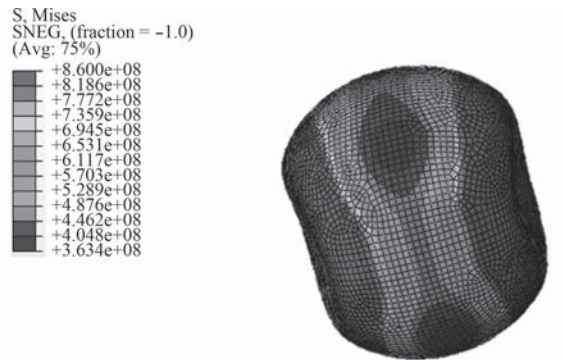 S, Mises
SNEG, (fraction = -1.0)
(Avg: 75%)
+8.600e+08
+8.186e+08
+7.772e+08
+7.359e+08
+6.945e+08
+6.531e+08
+6.117e+08
+5.703e+08
+5.289e+08
+4.876e+08
+4.462e+08
+4.048e+08
+3.634e+08